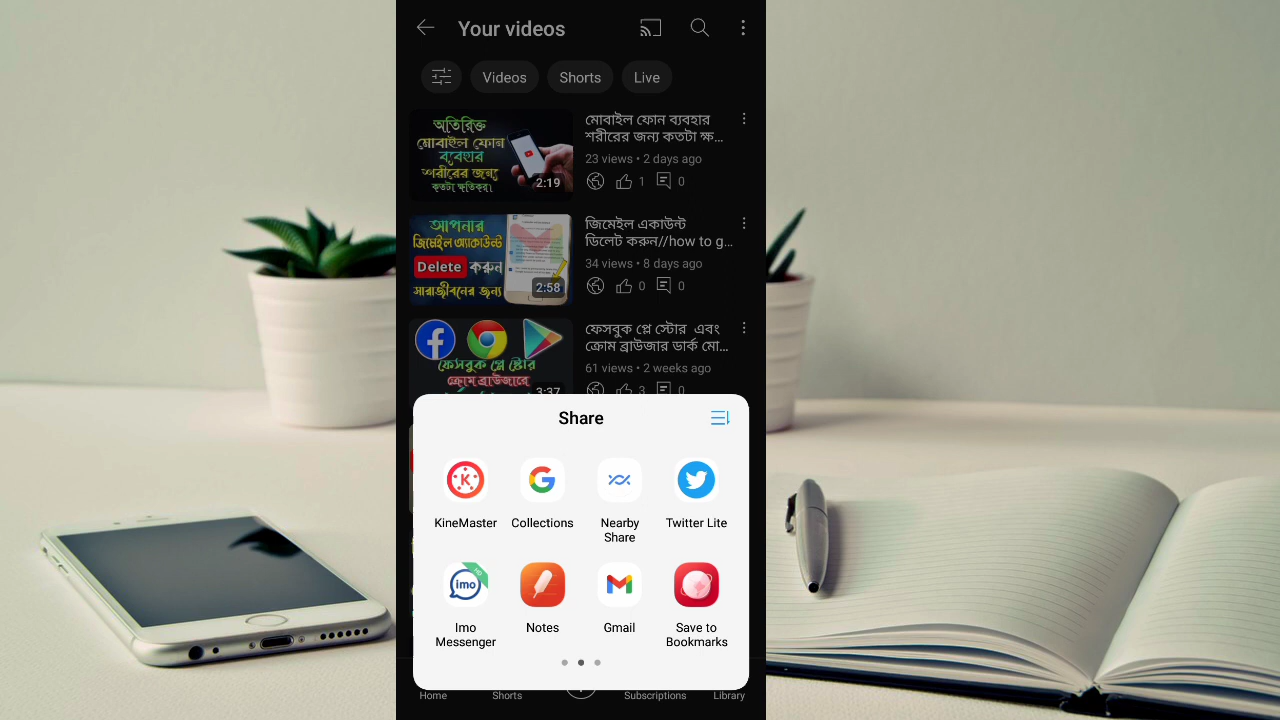 Your videos
Videos
Shorts
Live
অতিরিক্ত
মোবাইল ফোন
ব্যবহার
শরীরের জন্য
কতটা ক্ষতিকর।
2:19
মোবাইল ফোন ব্যবহার
শরীরের জন্য কতটা ক্ষ...
23 views • 2 days ago
1
0
আপনার
জিমেইল অ্যাকাউন্ট
Delete করুন
সারাজীবনের জন্য
2:58
জিমেইল একাউন্ট
ডিলেট করুন//how to g...
34 views • 8 days ago
0
0
ফেসবুক প্লে ষ্টোর
ক্রোম ব্রাউজারে
3:37
ফেসবুক প্লে স্টোর এবং
ক্রোম ব্রাউজার ডার্ক মো...
61 views • 2 weeks ago
3
0
Share
KineMaster
Collections
Nearby
Share
Twitter Lite
imo
HD
Imo
Messenger
Notes
Gmail
Save to
Bookmarks
Home
Shorts
Subscriptions
Library